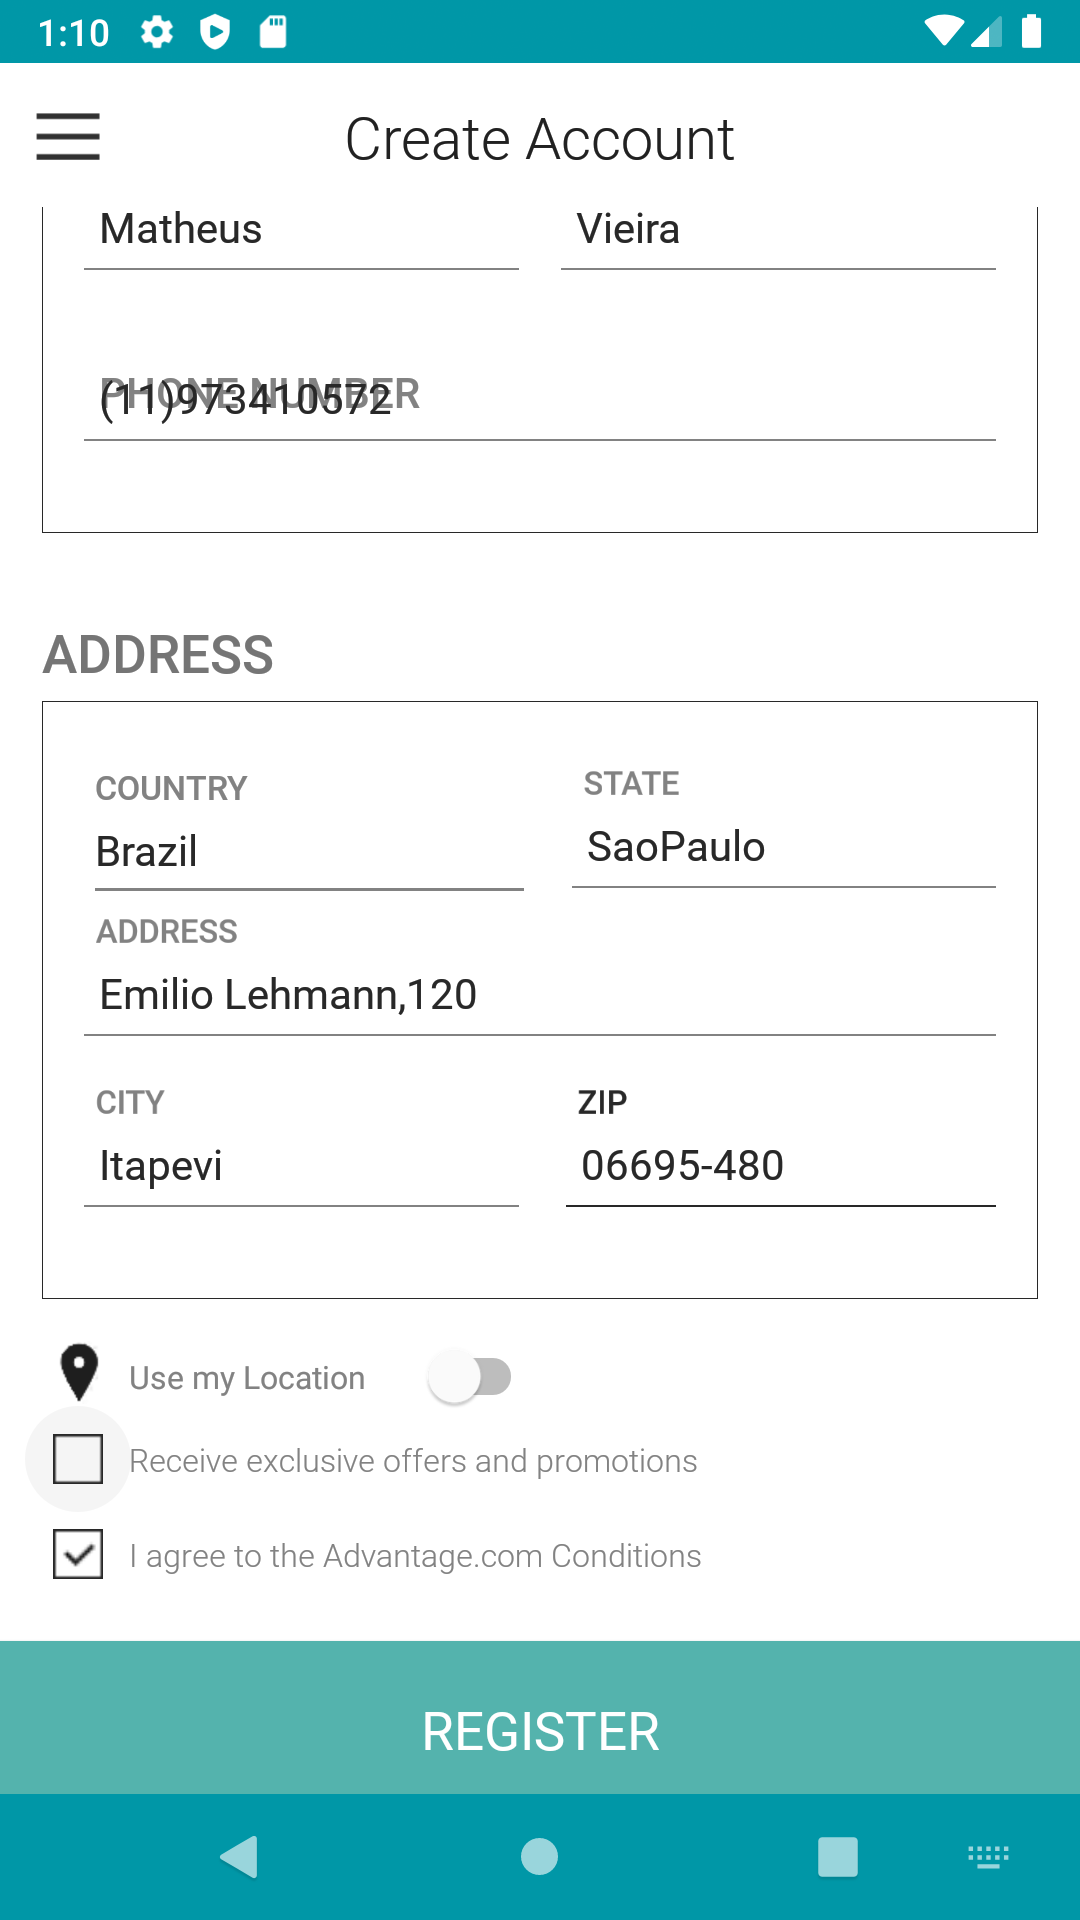 1:10
Create Account
Matheus Vieira
PHONE NUMBER
(11)973410572
ADDRESS
COUNTRY STATE
Brazil SaoPaulo
ADDRESS
Emilio Lehmann,120
CITY ZIP
Itapevi 06695-480
Use my Location
Receive exclusive offers and promotions
I agree to the Advantage.com Conditions
REGISTER